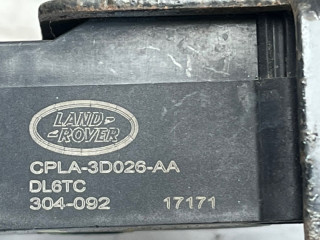 LAND
ROVER
CPLA-3D026-AA
DL6TC
304-092 17171